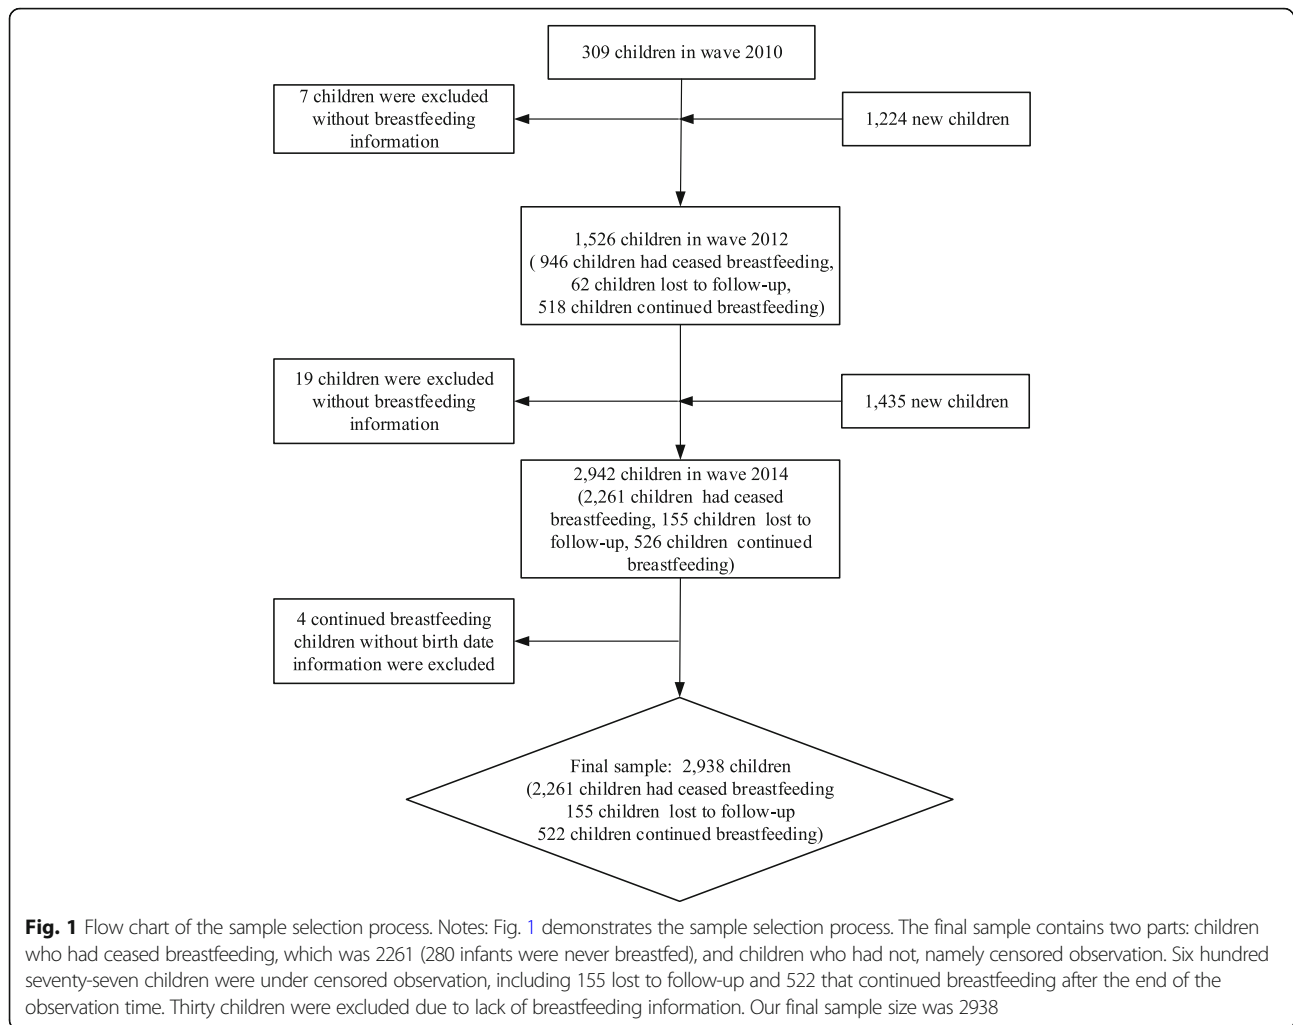 309 children in wave 2010
7 children were excluded
without breastfeeding
information
1,224 new children
1,526 children in wave 2012
( 946 children had ceased breastfeeding,
62 children lost to follow-up,
518 children continued breastfeeding)
19 children were excluded
without breastfeeding
information
1,435 new children
2,942 children in wave 2014
(2,261 children had ceased
breastfeeding, 155 children lost to
follow-up, 526 children continued
breastfeeding)
4 continued breastfeeding
children without birth date
information were excluded
Final sample: 2,938 children
(2,261 children had ceased breastfeeding
155 children lost to follow-up
522 children continued breastfeeding)
Fig. 1 Flow chart of the sample selection process. Notes: Fig. 1 demonstrates the sample selection process. The final sample contains two parts: children
who had ceased breastfeeding, which was 2261 (280 infants were never breastfed), and children who had not, namely censored observation. Six hundred
seventy-seven children were under censored observation, including 155 lost to follow-up and 522 that continued breastfeeding after the end of the
observation time. Thirty children were excluded due to lack of breastfeeding information. Our final sample size was 2938